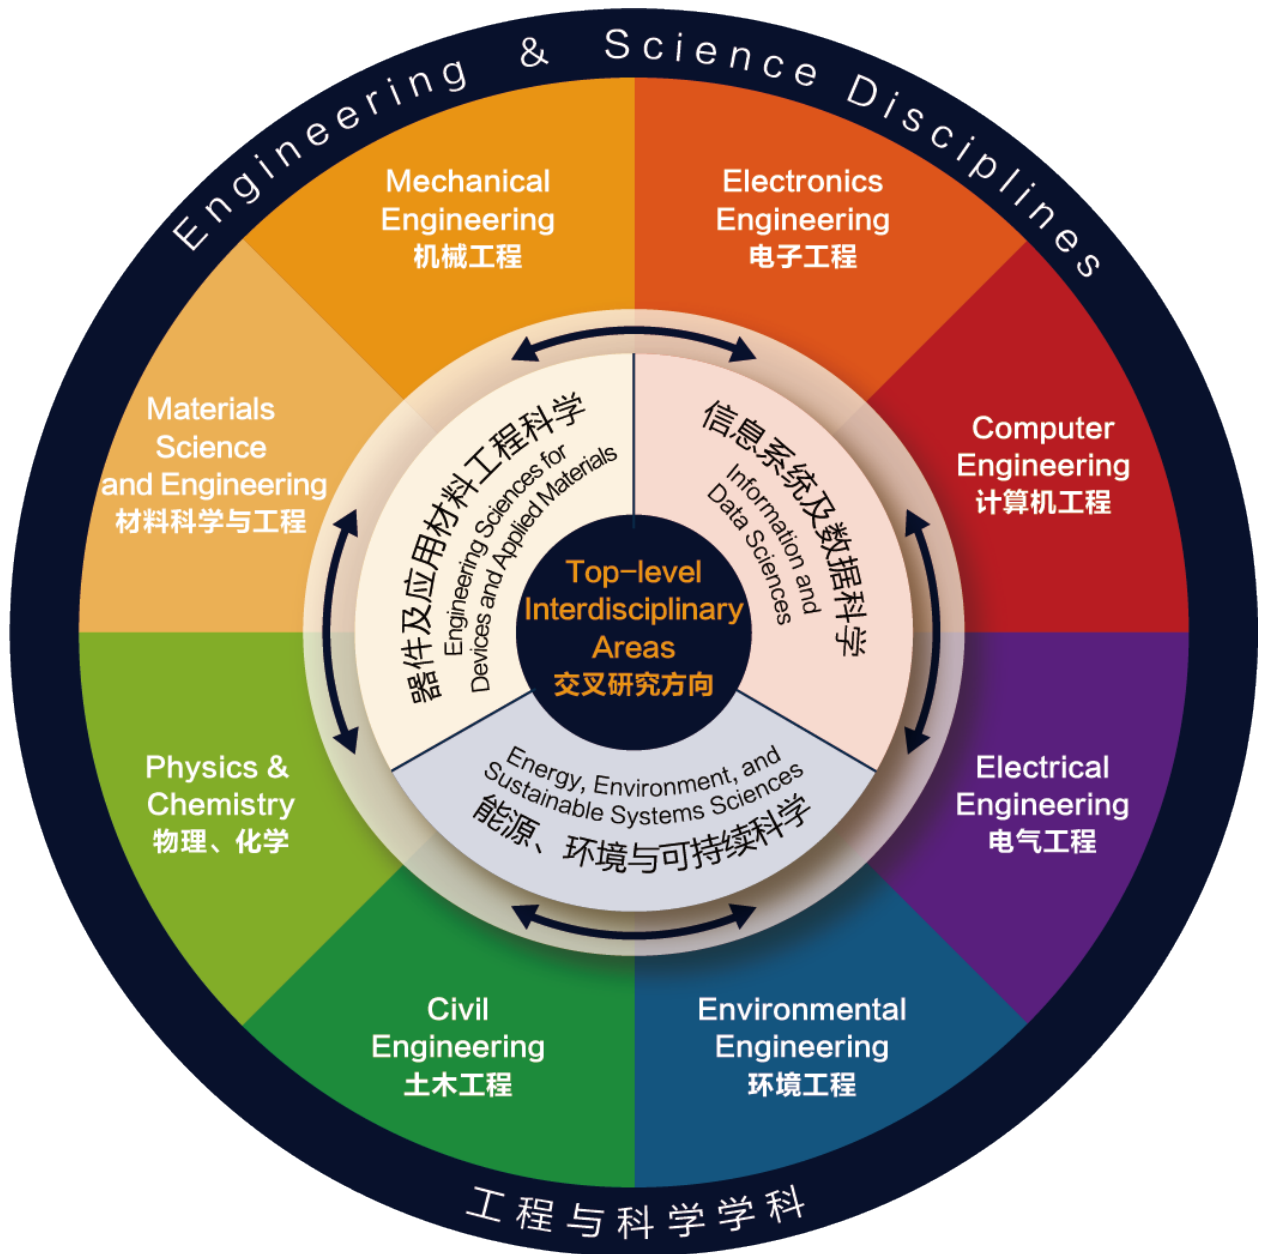 Engineering & Science Disciplines
Mechanical
Engineering
机械工程
Electronics
Engineering
电子工程
Computer
Engineering
计算机工程
Electrical
Engineering
电气工程
Environmental
Engineering
环境工程
Civil
Engineering
土木工程
Physics &
Chemistry
物理、化学
Materials
Science
and Engineering
材料科学与工程
器件及应用材料工程科学
Engineering Sciences for
Devices and Applied Materials
信息系统及数据科学
Information and
Data Sciences
Energy, Environment, and
Sustainable Systems Sciences
能源、环境与可持续科学
Top-level
Interdisciplinary
Areas
交叉研究方向
工程与科学学科